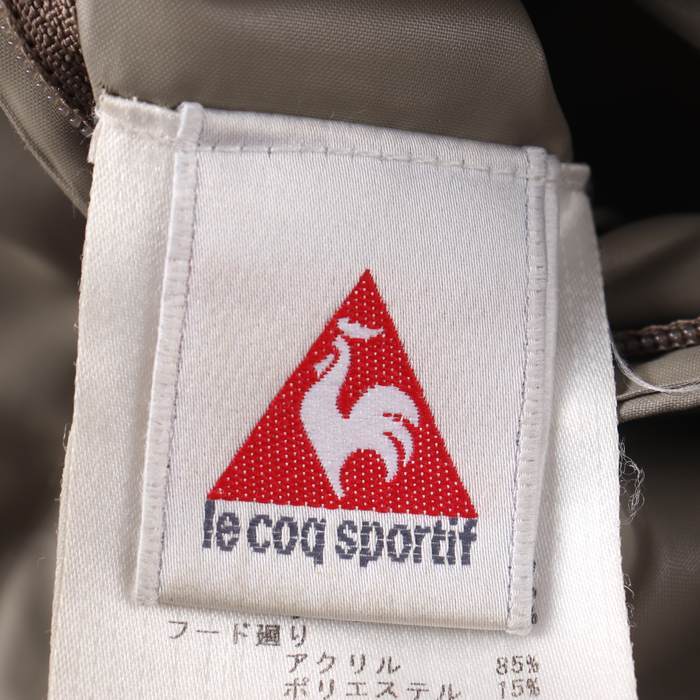 le coq sportif
フード廻り
アクリル 85%
ポリエステル 15%